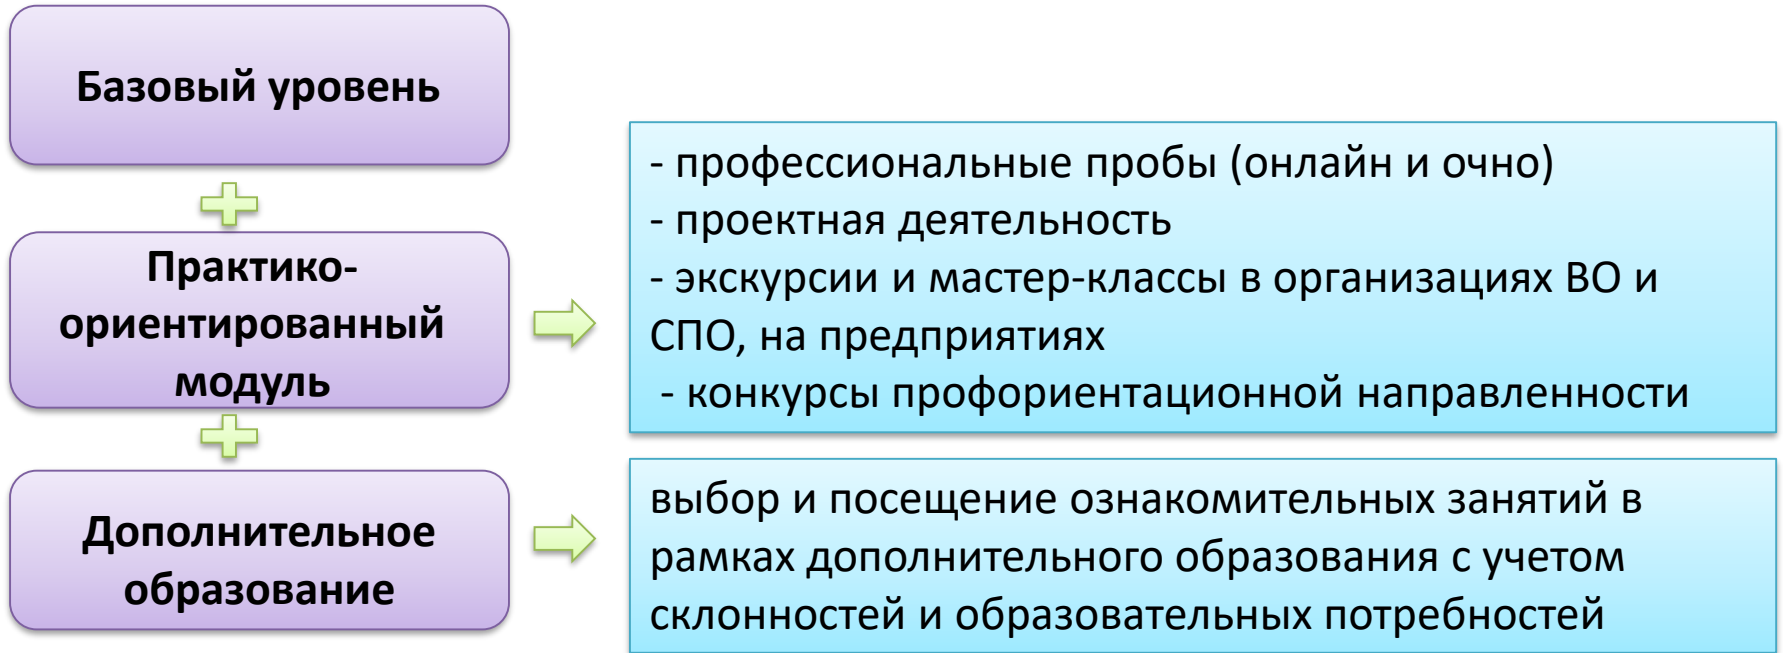 Базовый уровень
Практико-
ориентированный
модуль
- профессиональные пробы (онлайн и очно)
- проектная деятельность
- экскурсии и мастер-классы в организациях ВО и
СПО, на предприятиях
- конкурсы профориентационной направленности
Дополнительное
образование
выбор и посещение ознакомительных занятий в
рамках дополнительного образования с учетом
склонностей и образовательных потребностей